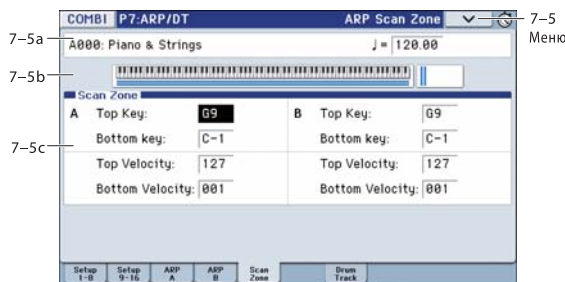 COMBI P7:ARP/DT ARP Scan Zone 7–5
Меню
7–5a
A000: Piano & Strings ♩= 120.00
7–5b
Scan Zone
A Top Key: G9 B Top Key: G9
Bottom key: C-1 Bottom key: C-1
7–5c
Top Velocity: 127 Top Velocity: 127
Bottom Velocity: 001 Bottom Velocity: 001
Setup 1-8 Setup 9-16 ARP A ARP B Scan Zone Drum Track